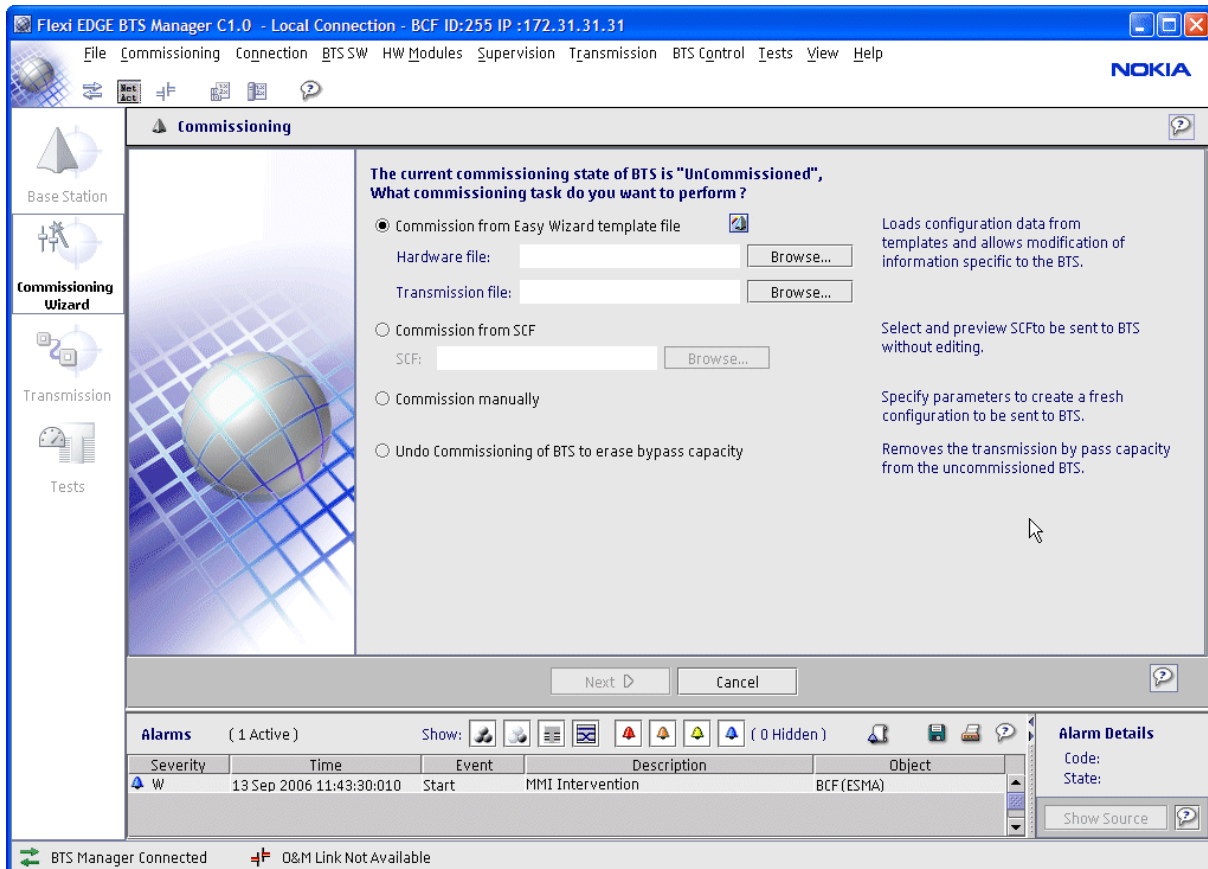 Flexi EDGE BTS Manager C1.0 - Local Connection - BCF ID:255 IP :172.31.31.31
File Commissioning Connection BTS SW HW Modules Supervision Transmission BTS Control Tests View Help
NOKIA
Net Act
Commissioning
Base Station
Commissioning Wizard
Transmission
Tests
The current commissioning state of BTS is "UnCommissioned",
What commissioning task do you want to perform ?
Commission from Easy Wizard template file
Hardware file: Browse...
Transmission file: Browse...
Loads configuration data from
templates and allows modification of
information specific to the BTS.
Commission from SCF
SCF: Browse...
Select and preview SCFto be sent to BTS
without editing.
Commission manually
Specify parameters to create a fresh
configuration to be sent to BTS.
Undo Commissioning of BTS to erase bypass capacity
Removes the transmission by pass capacity
from the uncommissioned BTS.
Next Cancel
Alarms ( 1 Active ) Show: ( 0 Hidden )
Severity Time Event Description Object
W 13 Sep 2006 11:43:30:010 Start MMI Intervention BCF(ESMA)
Alarm Details
Code:
State:
Show Source
BTS Manager Connected O&M Link Not Available